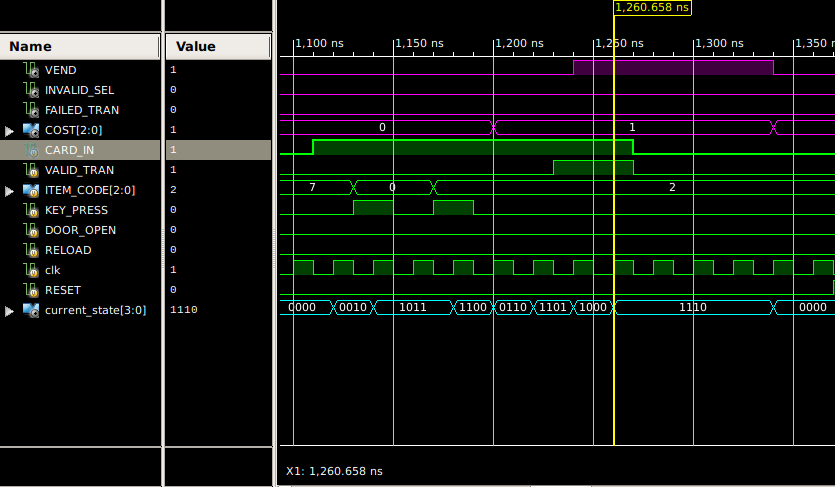 1,260.658 ns
Name Value 1,100 ns 1,150 ns 1,200 ns 1,250 ns 1,300 ns 1,350
VEND 1
INVALID_SEL 0
FAILED_TRAN 0
COST[2:0] 1 0 1
CARD_IN 1
VALID_TRAN 1
ITEM_CODE[2:0] 2 7 0 2
KEY_PRESS 0
DOOR_OPEN 0
RELOAD 0
clk 1
RESET 0
current_state[3:0] 1110 0000 0010 1011 1100 0110 1101 1000 1110 0000
X1: 1,260.658 ns